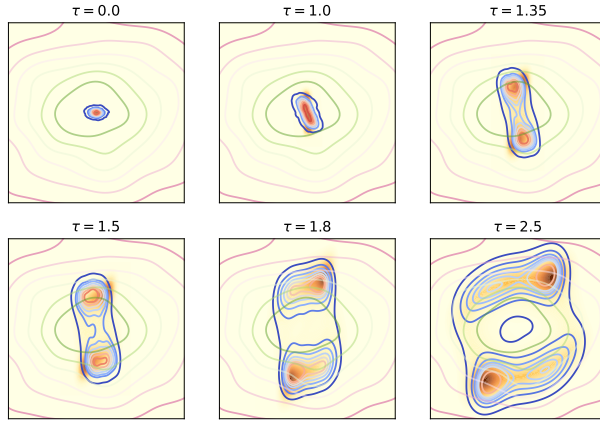 τ = 0.0
τ = 1.0
τ = 1.35
τ = 1.5
τ = 1.8
τ = 2.5